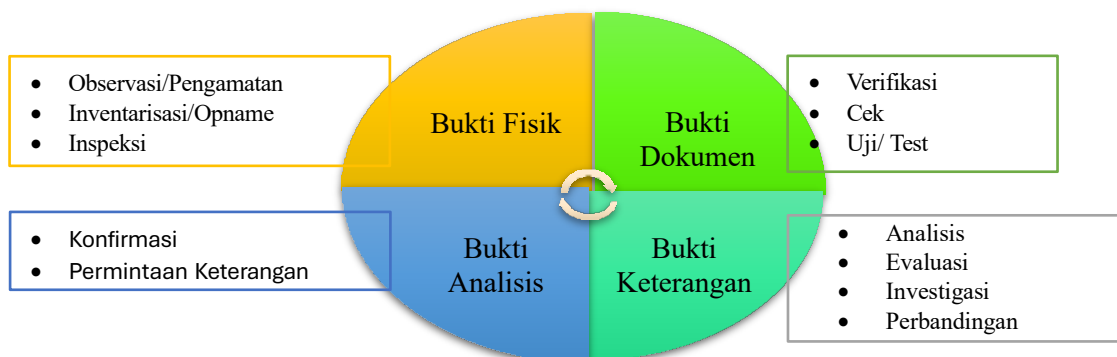 • Observasi/Pengamatan
• Inventarisasi/Opname
• Inspeksi
Bukti Fisik
Bukti
Dokumen
• Verifikasi
• Cek
• Uji/ Test
• Konfirmasi
• Permintaan Keterangan
Bukti
Analisis
Bukti
Keterangan
• Analisis
• Evaluasi
• Investigasi
• Perbandingan